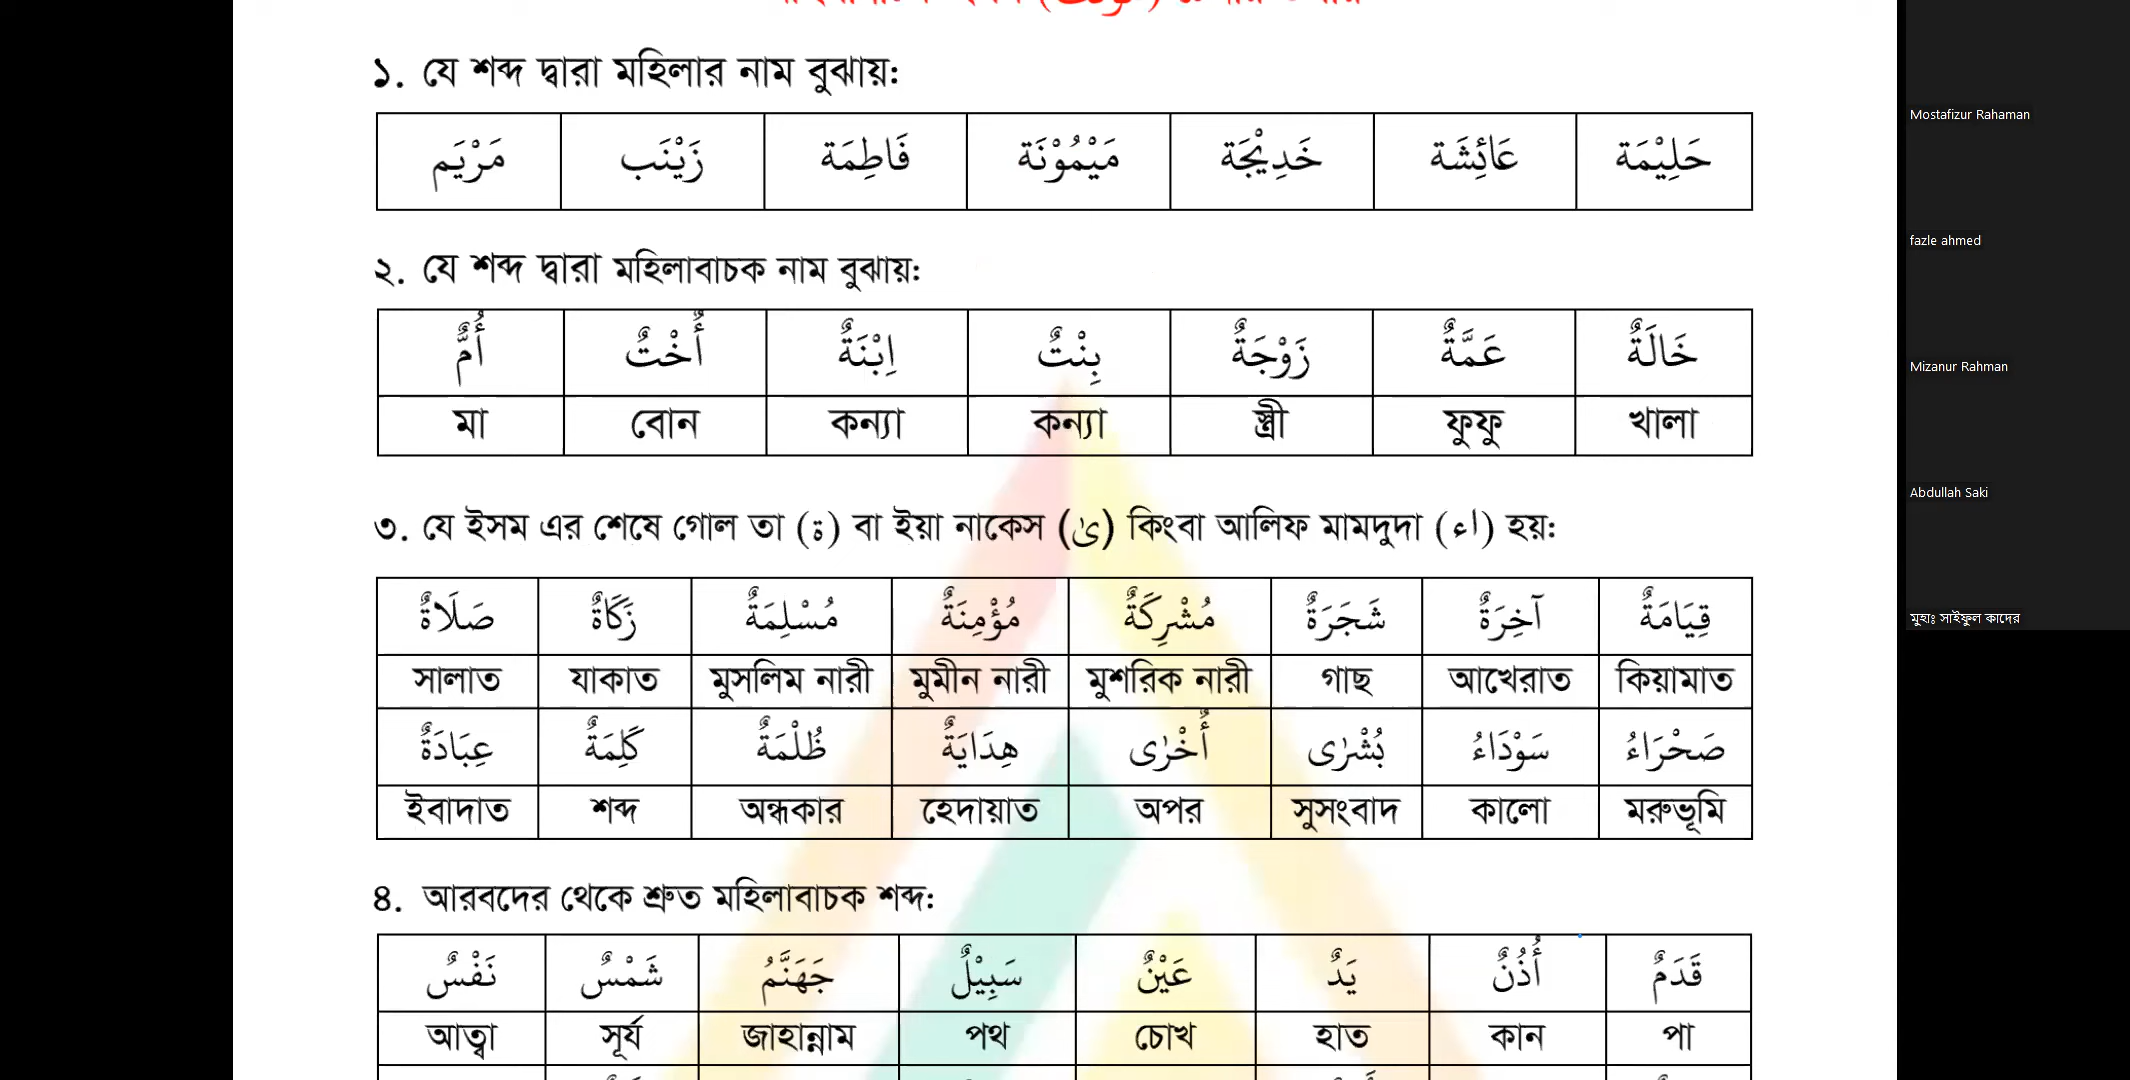 ১. যে শব্দ দ্বারা মহিলার নাম বুঝায়:
مَرْيَم زَيْنَب فَاطِمَة مَيْمُوْنَة خَدِيْجَة عَائِشَة حَلِيْمَة
২. যে শব্দ দ্বারা মহিলাবাচক নাম বুঝায়:
أُمٌّ أُخْتٌ اِبْنَةٌ بِنْتٌ زَوْجَةٌ عَمَّةٌ خَالَةٌ
মা বোন কন্যা কন্যা স্ত্রী ফুফু খালা
৩. যে ইসম এর শেষে গোল তা (ة) বা ইয়া নাকেস (ىٰ) কিংবা আলিফ মামদুদা (اء) হয়:
صَلَاةٌ زَكَاةٌ مُسْلِمَةٌ مُؤْمِنَةٌ مُشْرِكَةٌ شَجَرَةٌ آخِرَةٌ قِيَامَةٌ
সালাত যাকাত মুসলিম নারী মুমীন নারী মুশরিক নারী গাছ আখেরাত কিয়ামাত
عِبَادَةٌ كَلِمَةٌ ظُلْمَةٌ هِدَايَةٌ أُخْرٰى بُشْرٰى سَوْدَاءُ صَحْرَاءُ
ইবাদাত শব্দ অন্ধকার হেদায়াত অপর সুসংবাদ কালো মরুভূমি
৪. আরবদের থেকে শ্রুত মহিলাবাচক শব্দ:
نَفْسٌ شَمْسٌ جَهَنَّمُ سَبِيْلٌ عَيْنٌ يَدٌ أُذُنٌ قَدَمٌ
আত্মা সূর্য জাহান্নাম পথ চোখ হাত কান পা
Mostafizur Rahaman
fazle ahmed
Mizanur Rahman
Abdullah Saki
মুহাঃ সাইফুল কাদের